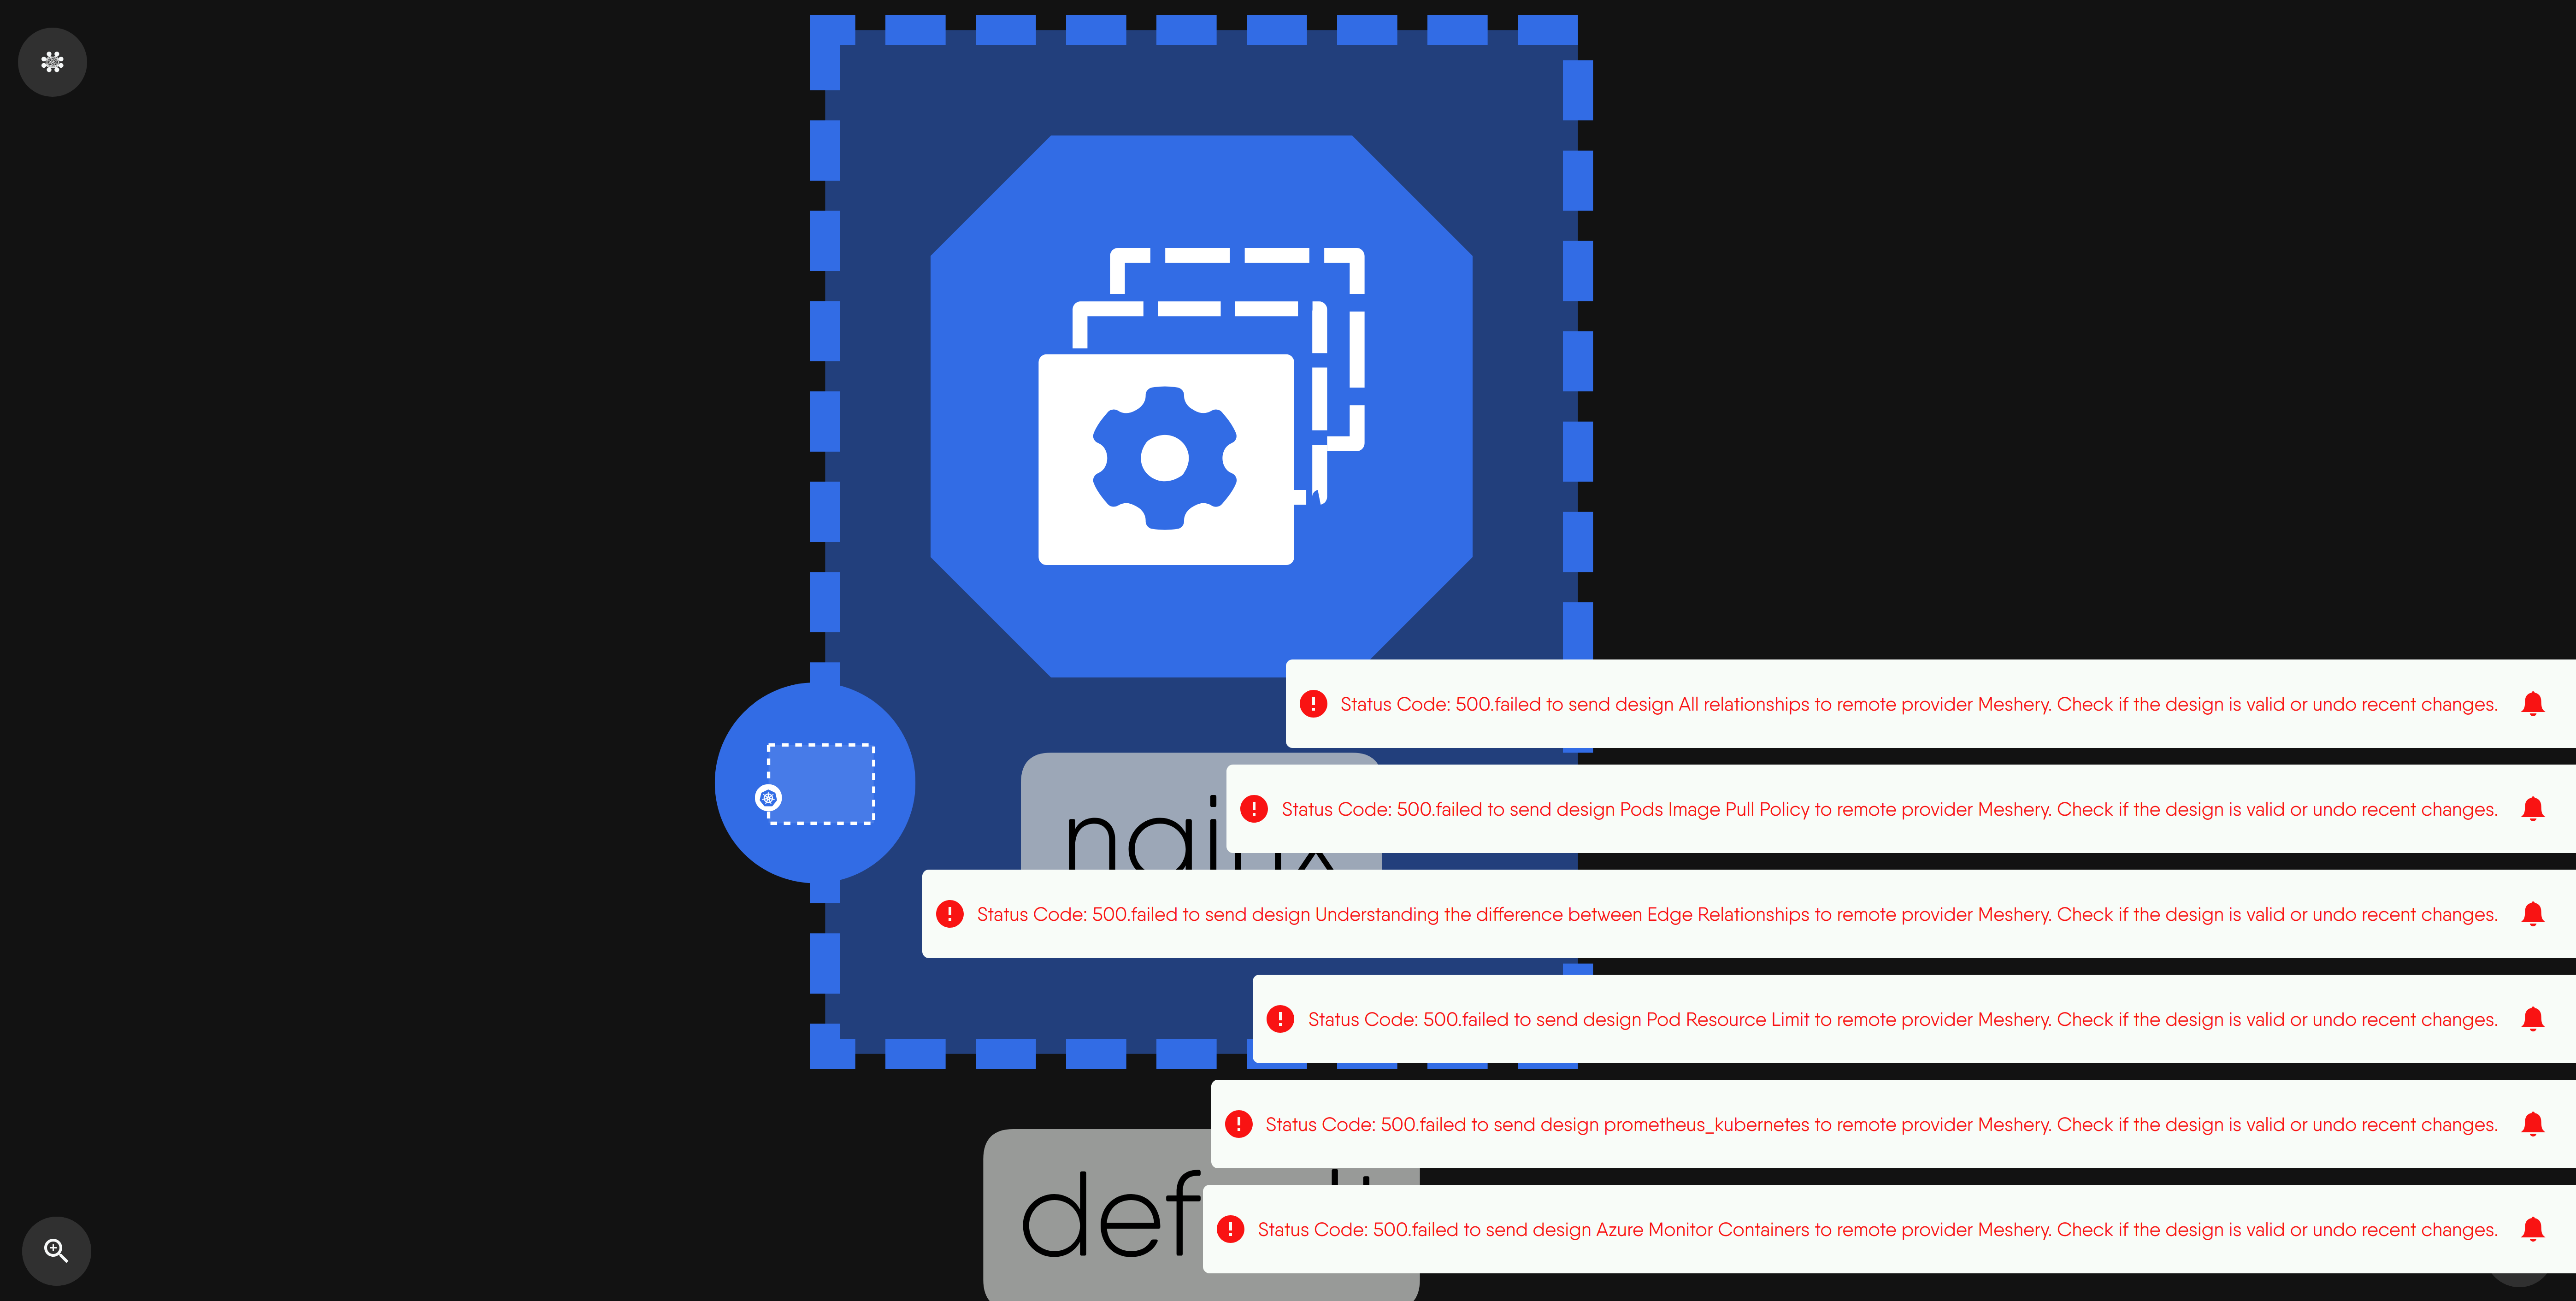 Status Code: 500.failed to send design All relationships to remote provider Meshery. Check if the design is valid or undo recent changes.
Status Code: 500.failed to send design Pods Image Pull Policy to remote provider Meshery. Check if the design is valid or undo recent changes.
Status Code: 500.failed to send design Understanding the difference between Edge Relationships to remote provider Meshery. Check if the design is valid or undo recent changes.
Status Code: 500.failed to send design Pod Resource Limit to remote provider Meshery. Check if the design is valid or undo recent changes.
Status Code: 500.failed to send design prometheus_kubernetes to remote provider Meshery. Check if the design is valid or undo recent changes.
Status Code: 500.failed to send design Azure Monitor Containers to remote provider Meshery. Check if the design is valid or undo recent changes.